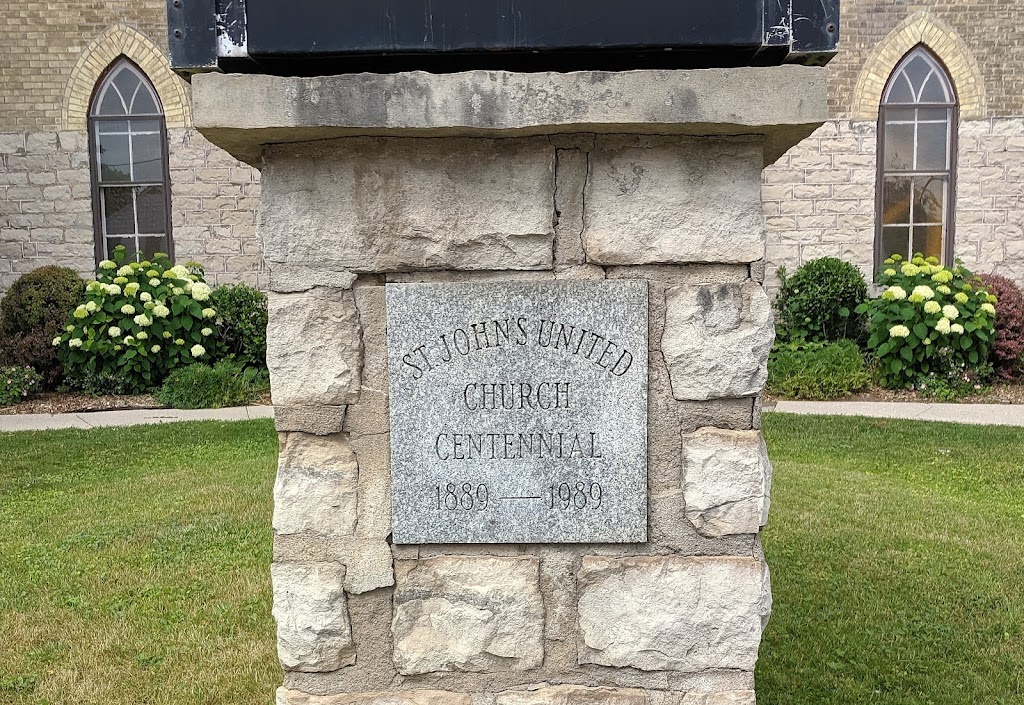 ST. JOHN'S UNITED
CHURCH
CENTENNIAL
1889 — 1989